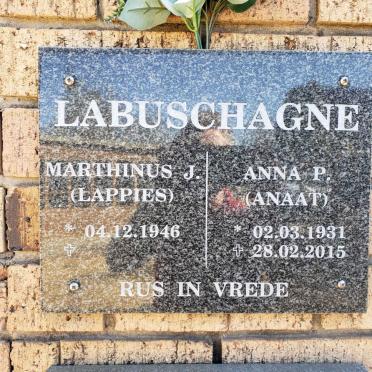 LABUSCHAGNE
MARTHINUS J.
(LAPPIES)
* 04.12.1946
✝
ANNA P.
(ANAAT)
* 02.03.1931
✝ 28.02.2015
RUS IN VREDE